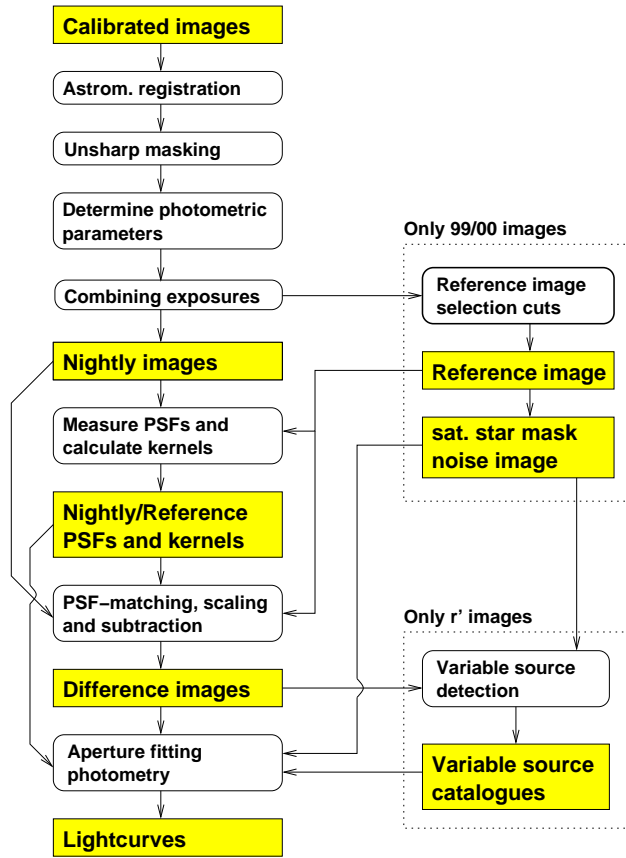 Calibrated images
Astrom. registration
Unsharp masking
Determine photometric
parameters
Combining exposures
Nightly images
Measure PSFs and
calculate kernels
Nightly/Reference
PSFs and kernels
PSF−matching, scaling
and subtraction
Difference images
Aperture fitting
photometry
Lightcurves
Only 99/00 images
Reference image
selection cuts
Reference image
sat. star mask
noise image
Only r' images
Variable source
detection
Variable source
catalogues